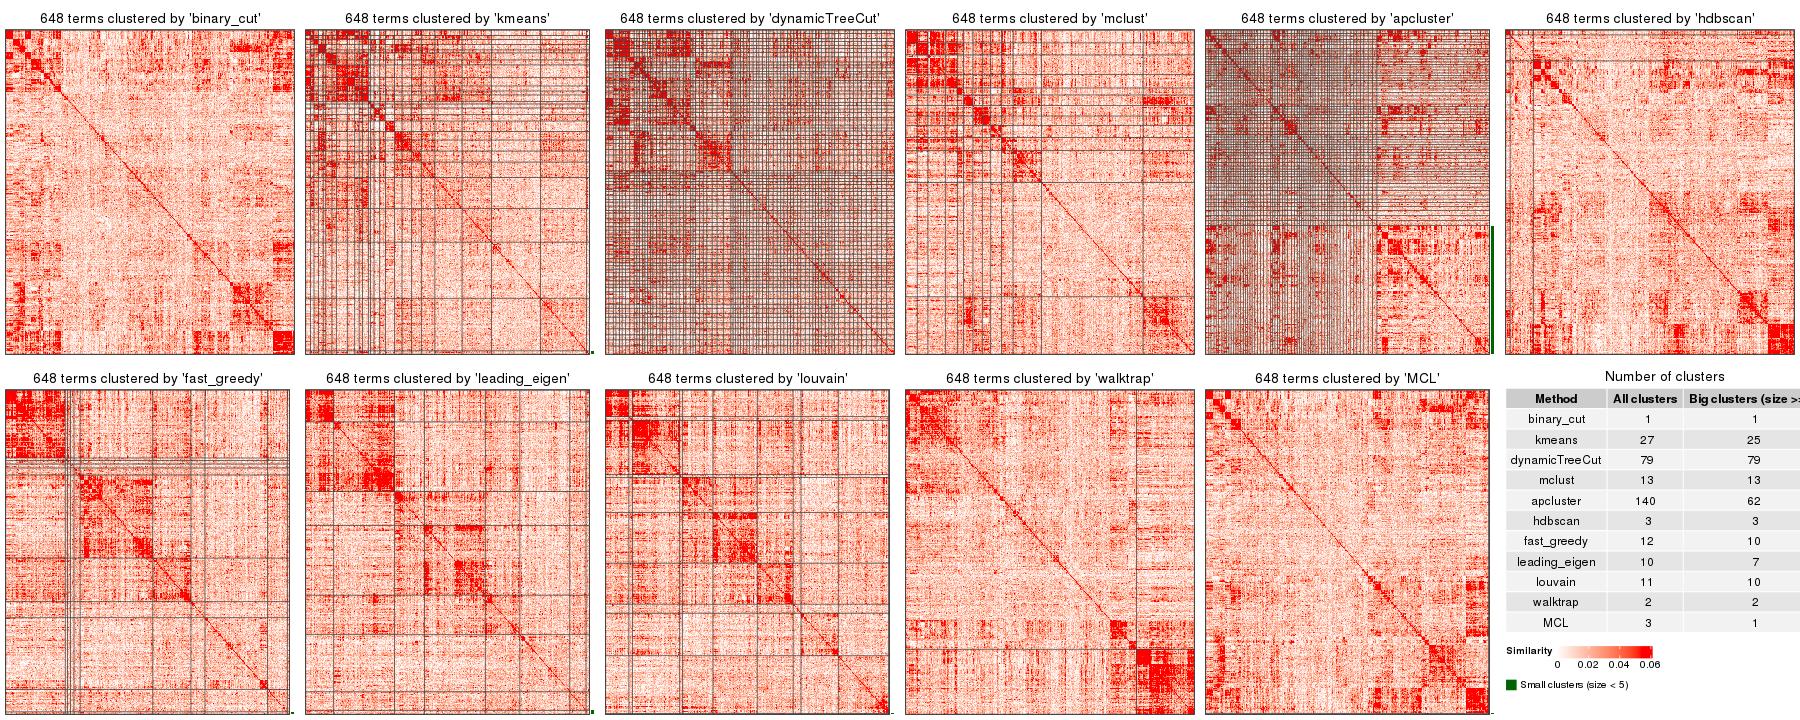 648 terms clustered by 'binary_cut'
648 terms clustered by 'kmeans'
648 terms clustered by 'dynamicTreeCut'
648 terms clustered by 'mclust'
648 terms clustered by 'apcluster'
648 terms clustered by 'hdbscan'
648 terms clustered by 'fast_greedy'
648 terms clustered by 'leading_eigen'
648 terms clustered by 'louvain'
648 terms clustered by 'walktrap'
648 terms clustered by 'MCL'
Number of clusters
Method All clusters Big clusters (size >=
binary_cut 1 1
kmeans 27 25
dynamicTreeCut 79 79
mclust 13 13
apcluster 140 62
hdbscan 3 3
fast_greedy 12 10
leading_eigen 10 7
louvain 11 10
walktrap 2 2
MCL 3 1
Similarity
0 0.02 0.04 0.06
Small clusters (size < 5)